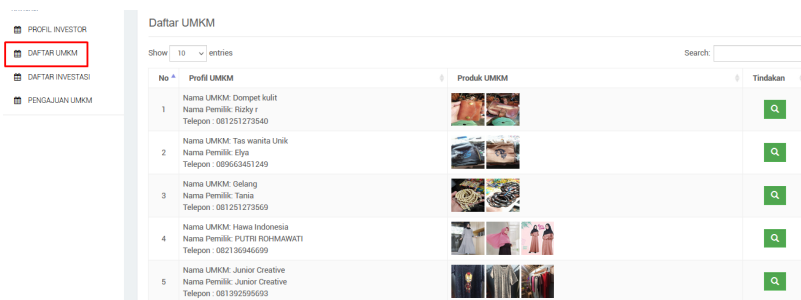 PROFIL INVESTOR
DAFTAR UMKM
DAFTAR INVESTASI
PENGAJUAN UMKM
Daftar UMKM
Show 10 entries
Search:
No Profil UMKM Produk UMKM Tindakan
Nama UMKM: Dompet kulit
1 Nama Pemilik: Rizky r
Telepon : 081251273540
Nama UMKM: Tas wanita Unik
2 Nama Pemilik: Elya
Telepon : 089663451249
Nama UMKM: Gelang
3 Nama Pemilik: Tania
Telepon : 081251273569
Nama UMKM: Hawa Indonesia
4 Nama Pemilik: PUTRI ROHMAWATI
Telepon : 082136946699
Nama UMKM: Junior Creative
5 Nama Pemilik: Junior Creative
Telepon : 081392595693